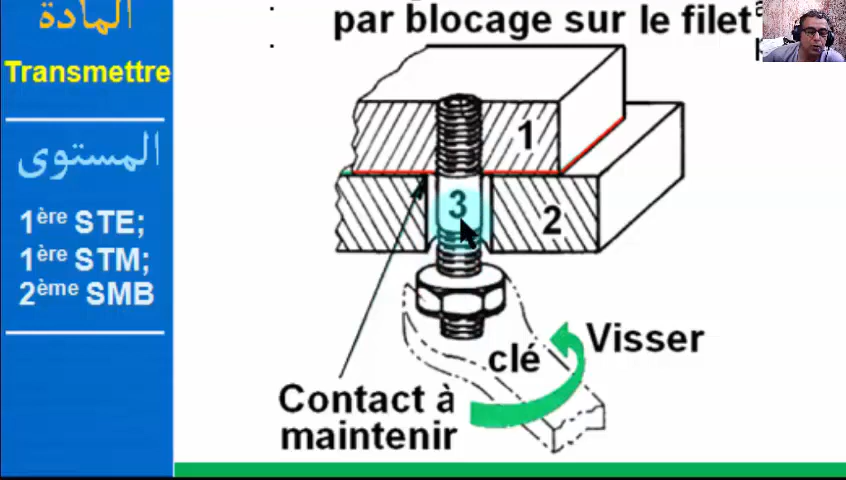 المادة
Transmettre
المستوى
1ère STE;
1ère STM;
2ème SMB
par blocage sur le filet
1
3
2
Visser
clé
Contact à
maintenir